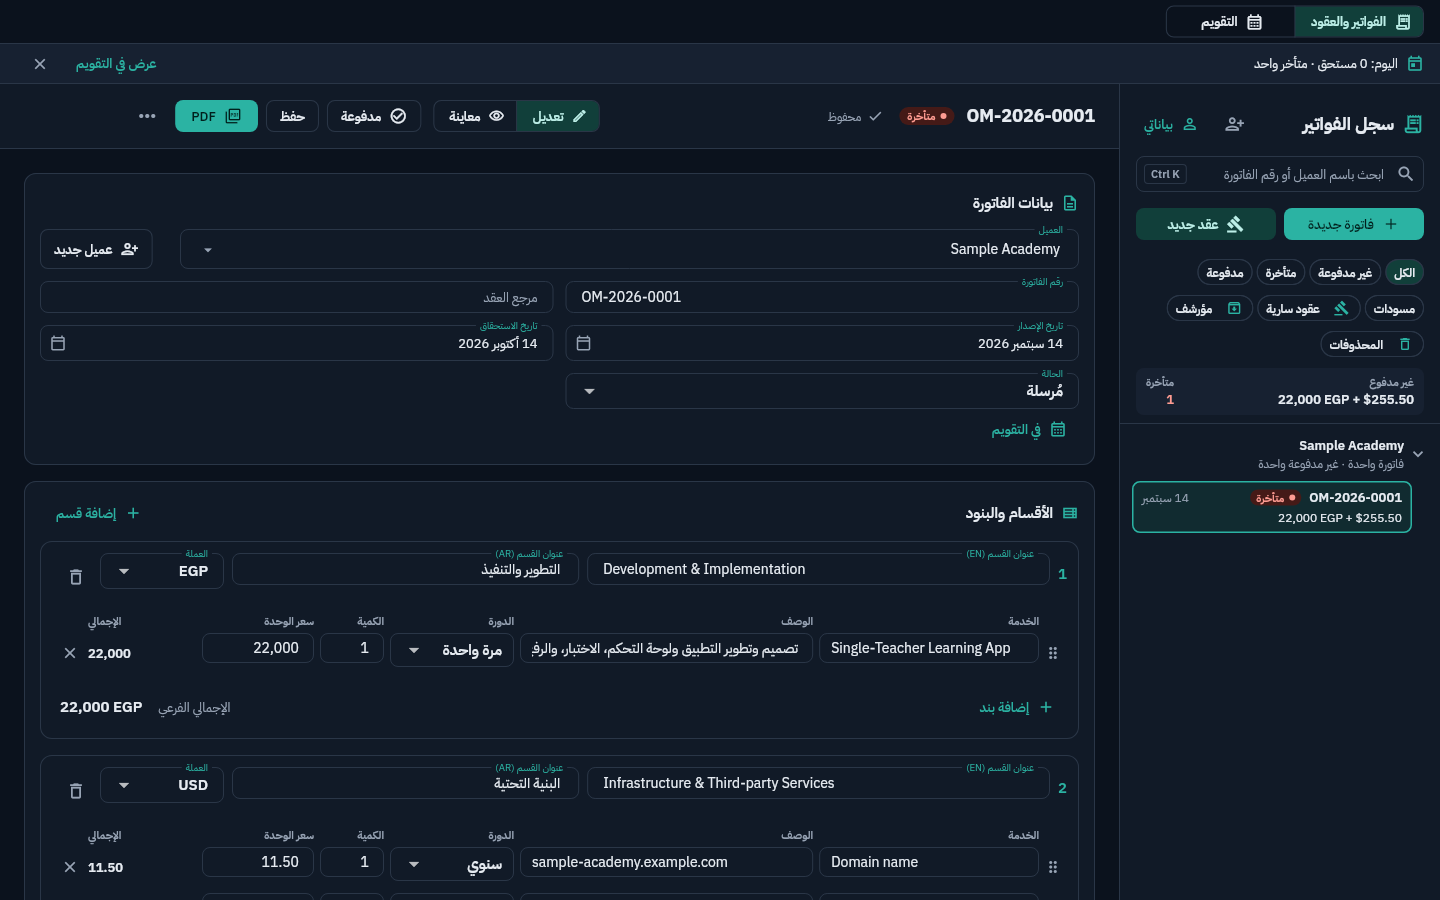 الفواتير والعقود
التقويم
اليوم: 0 مستحق · متأخر واحد
عرض في التقويم
سجل الفواتير
بياناتي
ابحث باسم العميل أو رقم الفاتورة
Ctrl K
فاتورة جديدة
عقد جديد
الكل
غير مدفوعة
متأخرة
مدفوعة
مسودات
عقود سارية
مؤرشف
المحذوفات
غير مدفوع
متأخرة
22,000 EGP + $255.50
1
Sample Academy
فاتورة واحدة · غير مدفوعة واحدة
OM-2026-0001
متأخرة
14 سبتمبر
22,000 EGP + $255.50
OM-2026-0001
متأخرة
محفوظ
تعديل
معاينة
مدفوعة
حفظ
PDF
بيانات الفاتورة
العميل
Sample Academy
عميل جديد
رقم الفاتورة
OM-2026-0001
مرجع العقد
تاريخ الإصدار
14 سبتمبر 2026
تاريخ الاستحقاق
14 أكتوبر 2026
الحالة
مُرسلة
في التقويم
الأقسام والبنود
إضافة قسم
1
عنوان القسم (EN)
Development & Implementation
عنوان القسم (AR)
التطوير والتنفيذ
العملة
EGP
الخدمة
الوصف
الدورة
الكمية
سعر الوحدة
الإجمالي
Single-Teacher Learning App
تصميم وتطوير التطبيق ولوحة التحكم، الاختبار، والرفع
مرة واحدة
1
22,000
22,000
إضافة بند
الإجمالي الفرعي
22,000 EGP
2
عنوان القسم (EN)
Infrastructure & Third-party Services
عنوان القسم (AR)
البنية التحتية
العملة
USD
الخدمة
الوصف
الدورة
الكمية
سعر الوحدة
الإجمالي
Domain name
sample-academy.example.com
سنوي
1
11.50
11.50